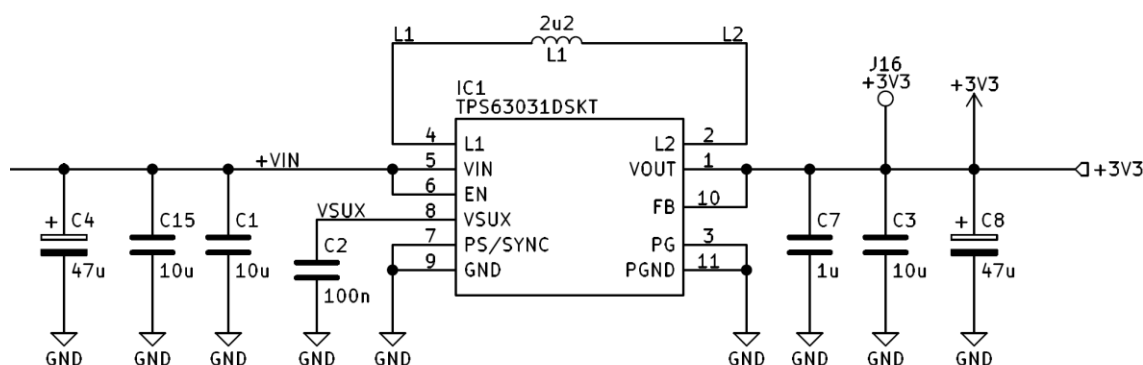 2u2
L1 L2
L1
J16
+3V3 +3V3
IC1
TPS63031DSKT
4 L1 L2 2
+VIN 5 VIN VOUT 1 +3V3
6 EN
FB 10
VSUX 8 VSUX
+ C4 C15 C1 7 PS/SYNC PG 3 C7 C3 + C8
C2
9 GND PGND 11
47u 10u 10u 1u 10u 47u
100n
GND GND GND GND GND GND GND GND GND